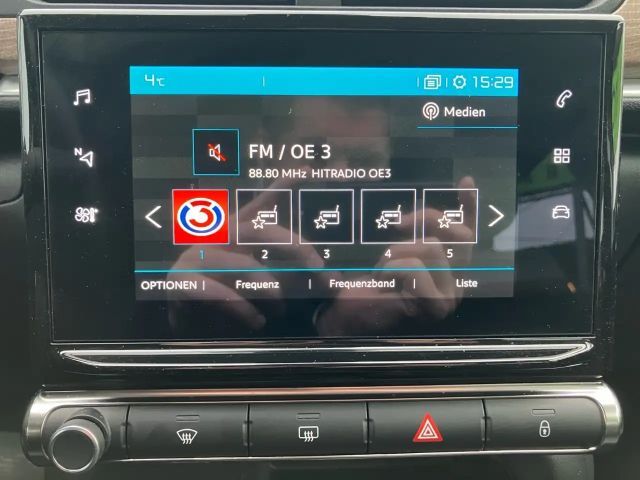 4°C 15:29
Medien
FM / OE 3
88.80 MHz HITRADIO OE3
N
3
1 2 3 4 5
OPTIONEN Frequenz Frequenzband Liste